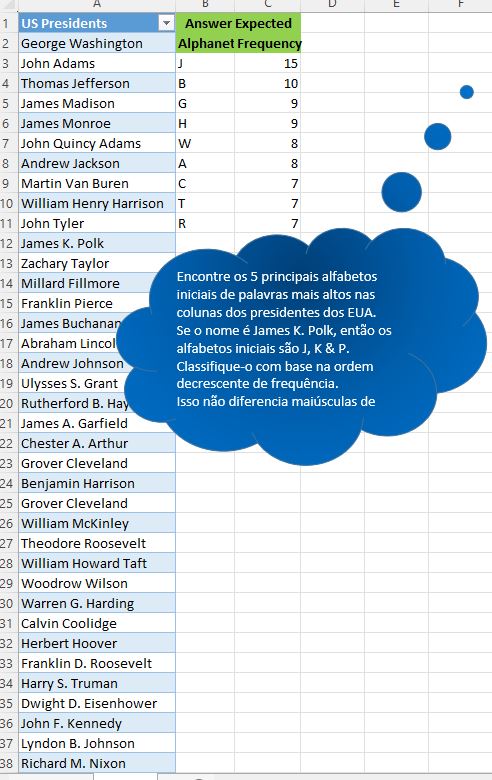 A B C D E F
1 US Presidents Answer Expected
2 George Washington Alphanet Frequency
3 John Adams J 15
4 Thomas Jefferson B 10
5 James Madison G 9
6 James Monroe H 9
7 John Quincy Adams W 8
8 Andrew Jackson A 8
9 Martin Van Buren C 7
10 William Henry Harrison T 7
11 John Tyler R 7
12 James K. Polk
13 Zachary Taylor
14 Millard Fillmore
15 Franklin Pierce
16 James Buchanan
17 Abraham Lincol
18 Andrew Johnson
19 Ulysses S. Grant
20 Rutherford B. Hay
21 James A. Garfield
22 Chester A. Arthur
23 Grover Cleveland
24 Benjamin Harrison
25 Grover Cleveland
26 William McKinley
27 Theodore Roosevelt
28 William Howard Taft
29 Woodrow Wilson
30 Warren G. Harding
31 Calvin Coolidge
32 Herbert Hoover
33 Franklin D. Roosevelt
34 Harry S. Truman
35 Dwight D. Eisenhower
36 John F. Kennedy
37 Lyndon B. Johnson
38 Richard M. Nixon
Encontre os 5 principais alfabetos
iniciais de palavras mais altos nas
colunas dos presidentes dos EUA.
Se o nome é James K. Polk, então os
alfabetos iniciais são J, K & P.
Classifique-o com base na ordem
decrescente de frequência.
Isso não diferencia maiúsculas de